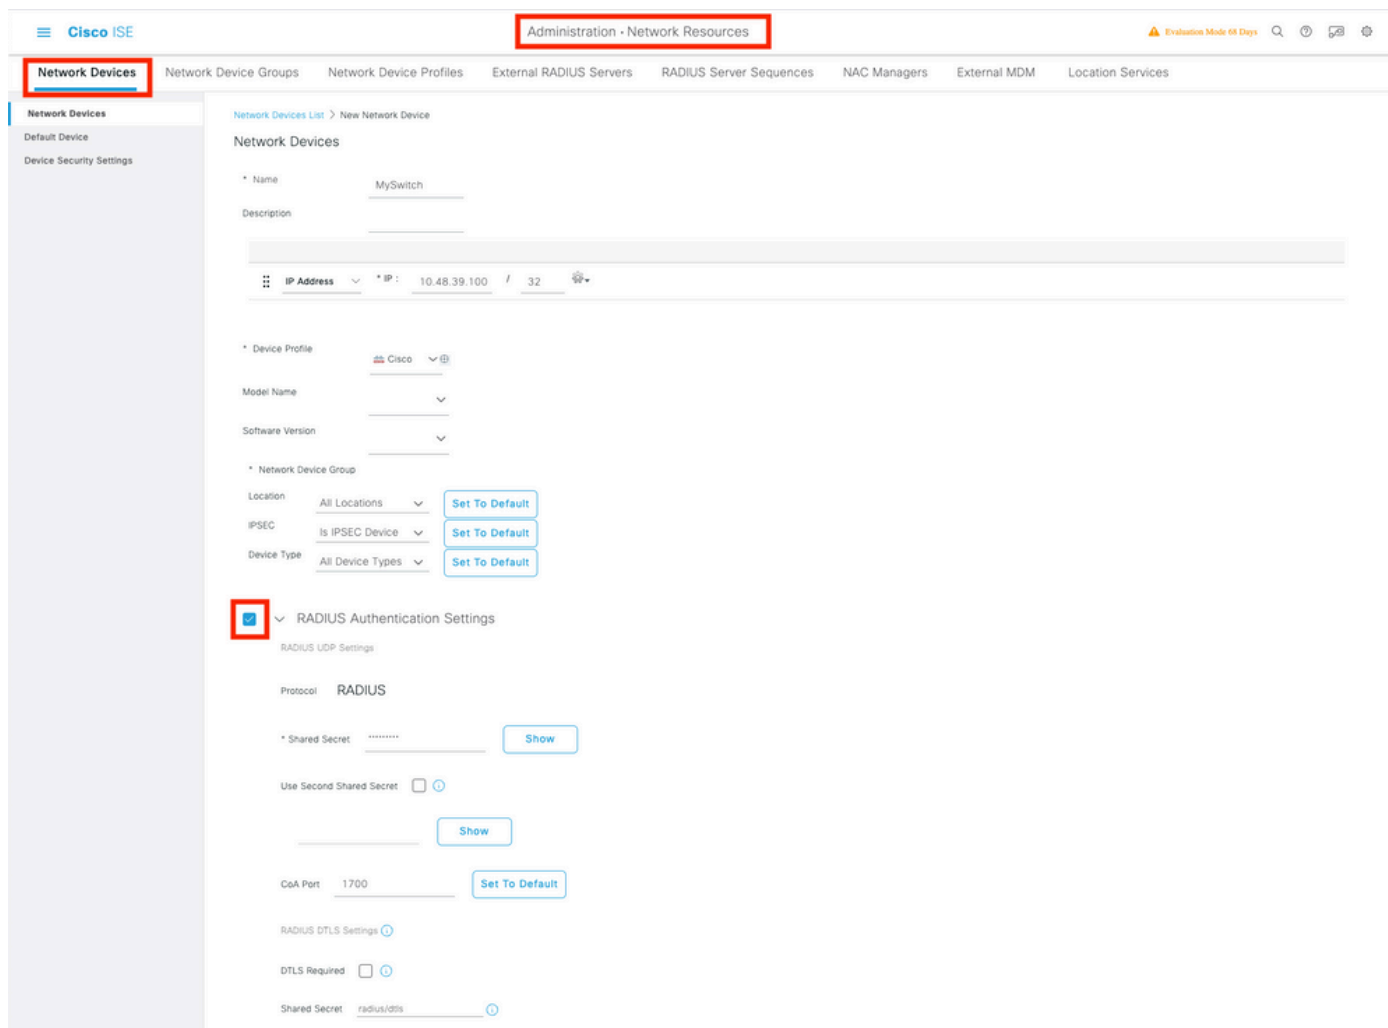 Cisco ISE
Administration · Network Resources
Evaluation Mode 68 Days
Network Devices Network Device Groups Network Device Profiles External RADIUS Servers RADIUS Server Sequences NAC Managers External MDM Location Services
Network Devices
Default Device
Device Security Settings
Network Devices List > New Network Device
Network Devices
* Name MySwitch
Description
IP Address * IP : 10.48.39.100 / 32
* Device Profile Cisco
Model Name
Software Version
* Network Device Group
Location All Locations Set To Default
IPSEC Is IPSEC Device Set To Default
Device Type All Device Types Set To Default
RADIUS Authentication Settings
RADIUS UDP Settings
Protocol RADIUS
* Shared Secret ········· Show
Use Second Shared Secret
Show
CoA Port 1700 Set To Default
RADIUS DTLS Settings
DTLS Required
Shared Secret radius/dtls